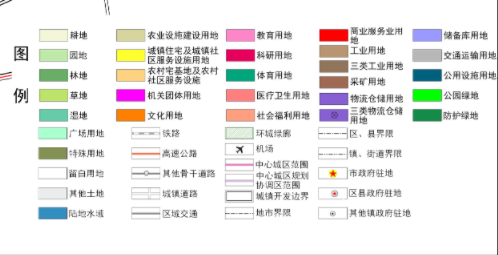 图
例
耕地
园地
林地
草地
湿地
广场用地
特殊用地
留白用地
其他土地
陆地水域
农业设施建设用地
城镇住宅及城镇社
区服务设施用地
农村宅基地及农村
社区服务设施
机关团体用地
文化用地
铁路
高速公路
其他骨干道路
城镇道路
区域交通
教育用地
科研用地
体育用地
医疗卫生用地
社会福利用地
环城绿廊
机场
中心城区范围
中心城区规划
协调区范围
城镇开发边界
地市界限
商业服务业用
地
工业用地
三类工业用地
采矿用地
物流仓储用地
三类物流仓储
用地
区、县界限
镇、街道界限
市政府驻地
区县政府驻地
其他镇政府驻地
储备库用地
交通运输用地
公用设施用地
公园绿地
防护绿地